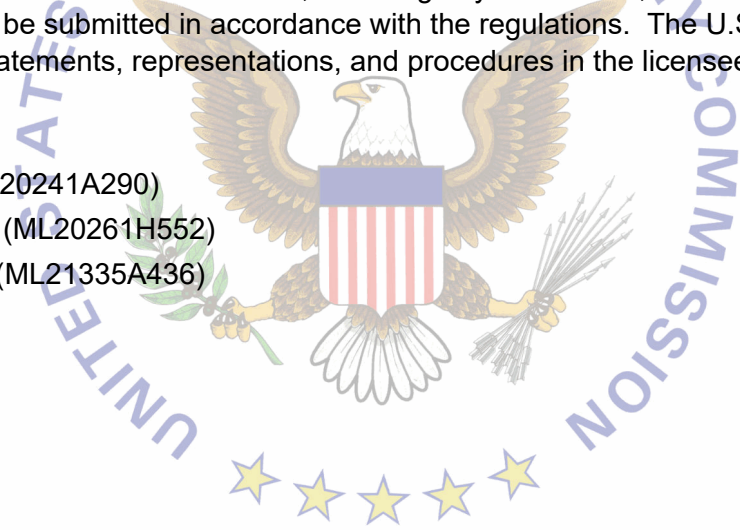 be submitted in accordance with the regulations. The U.S
atements, representations, and procedures in the licensee
20241A290)
(ML20261H552)
(ML21335A436)
UNITED STATES
Y COMMISSION